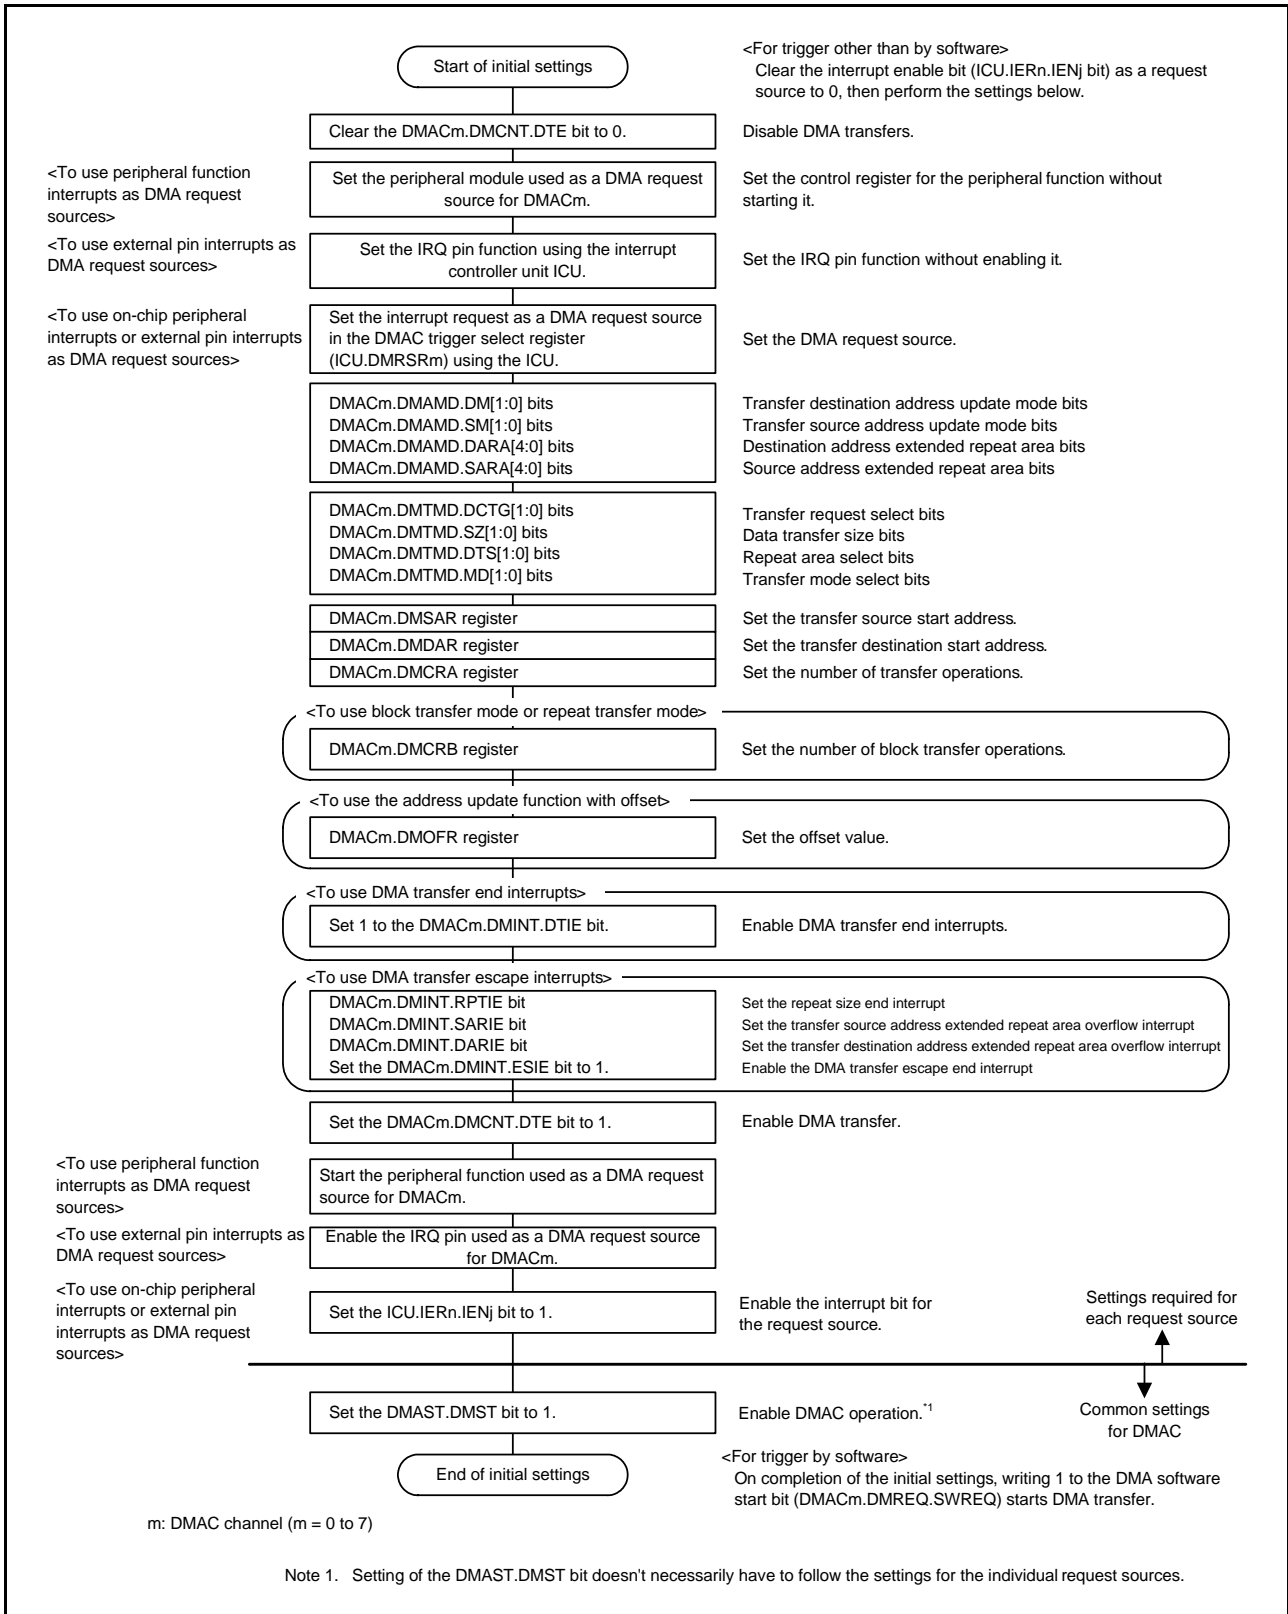 Start of initial settings
<For trigger other than by software>
Clear the interrupt enable bit (ICU.IERn.IENj bit) as a request
source to 0, then perform the settings below.
Clear the DMACm.DMCNT.DTE bit to 0.
Disable DMA transfers.
<To use peripheral function
interrupts as DMA request
sources>
Set the peripheral module used as a DMA request
source for DMACm.
Set the control register for the peripheral function without
starting it.
<To use external pin interrupts as
DMA request sources>
Set the IRQ pin function using the interrupt
controller unit ICU.
Set the IRQ pin function without enabling it.
<To use on-chip peripheral
interrupts or external pin interrupts
as DMA request sources>
Set the interrupt request as a DMA request source
in the DMAC trigger select register
(ICU.DMRSRm) using the ICU.
Set the DMA request source.
DMACm.DMAMD.DM[1:0] bits
Transfer destination address update mode bits
DMACm.DMAMD.SM[1:0] bits
Transfer source address update mode bits
DMACm.DMAMD.DARA[4:0] bits
Destination address extended repeat area bits
DMACm.DMAMD.SARA[4:0] bits
Source address extended repeat area bits
DMACm.DMTMD.DCTG[1:0] bits
Transfer request select bits
DMACm.DMTMD.SZ[1:0] bits
Data transfer size bits
DMACm.DMTMD.DTS[1:0] bits
Repeat area select bits
DMACm.DMTMD.MD[1:0] bits
Transfer mode select bits
DMACm.DMSAR register
Set the transfer source start address.
DMACm.DMDAR register
Set the transfer destination start address.
DMACm.DMCRA register
Set the number of transfer operations.
<To use block transfer mode or repeat transfer mode>
DMACm.DMCRB register
Set the number of block transfer operations.
<To use the address update function with offset>
DMACm.DMOFR register
Set the offset value.
<To use DMA transfer end interrupts>
Set 1 to the DMACm.DMINT.DTIE bit.
Enable DMA transfer end interrupts.
<To use DMA transfer escape interrupts>
DMACm.DMINT.RPTIE bit
Set the repeat size end interrupt
DMACm.DMINT.SARIE bit
Set the transfer source address extended repeat area overflow interrupt
DMACm.DMINT.DARIE bit
Set the transfer destination address extended repeat area overflow interrupt
Set the DMACm.DMINT.ESIE bit to 1.
Enable the DMA transfer escape end interrupt
Set the DMACm.DMCNT.DTE bit to 1.
Enable DMA transfer.
<To use peripheral function
interrupts as DMA request
sources>
Start the peripheral function used as a DMA request
source for DMACm.
<To use external pin interrupts as
DMA request sources>
Enable the IRQ pin used as a DMA request source
for DMACm.
<To use on-chip peripheral
interrupts or external pin
interrupts as DMA request
sources>
Set the ICU.IERn.IENj bit to 1.
Enable the interrupt bit for
the request source.
Settings required for
each request source
Set the DMAST.DMST bit to 1.
Enable DMAC operation.*1
Common settings
for DMAC
End of initial settings
<For trigger by software>
On completion of the initial settings, writing 1 to the DMA software
start bit (DMACm.DMREQ.SWREQ) starts DMA transfer.
m: DMAC channel (m = 0 to 7)
Note 1. Setting of the DMAST.DMST bit doesn't necessarily have to follow the settings for the individual request sources.